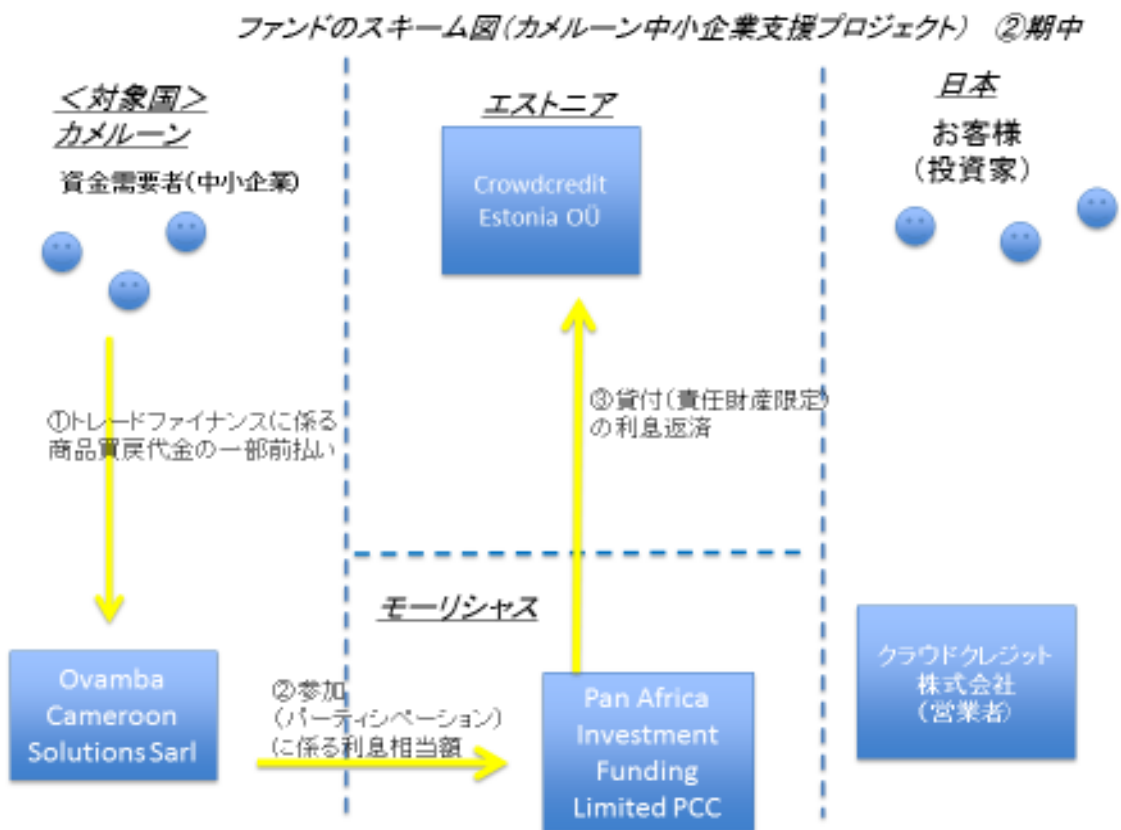 ファンドのスキーム図(カメルーン中小企業支援プロジェクト) ②期中
<対象国>
カメルーン
資金需要者(中小企業)
エストニア
Crowdcredit
Estonia OÜ
日本
お客様
(投資家)
①トレードファイナンスに係る
商品買戻代金の一部前払い
③貸付(責任財産限定)
の利息返済
モーリシャス
Ovamba
Cameroon
Solutions Sarl
②参加
(パーティシペーション)
に係る利息相当額
Pan Africa
Investment
Funding
Limited PCC
クラウドクレジット
株式会社
(営業者)